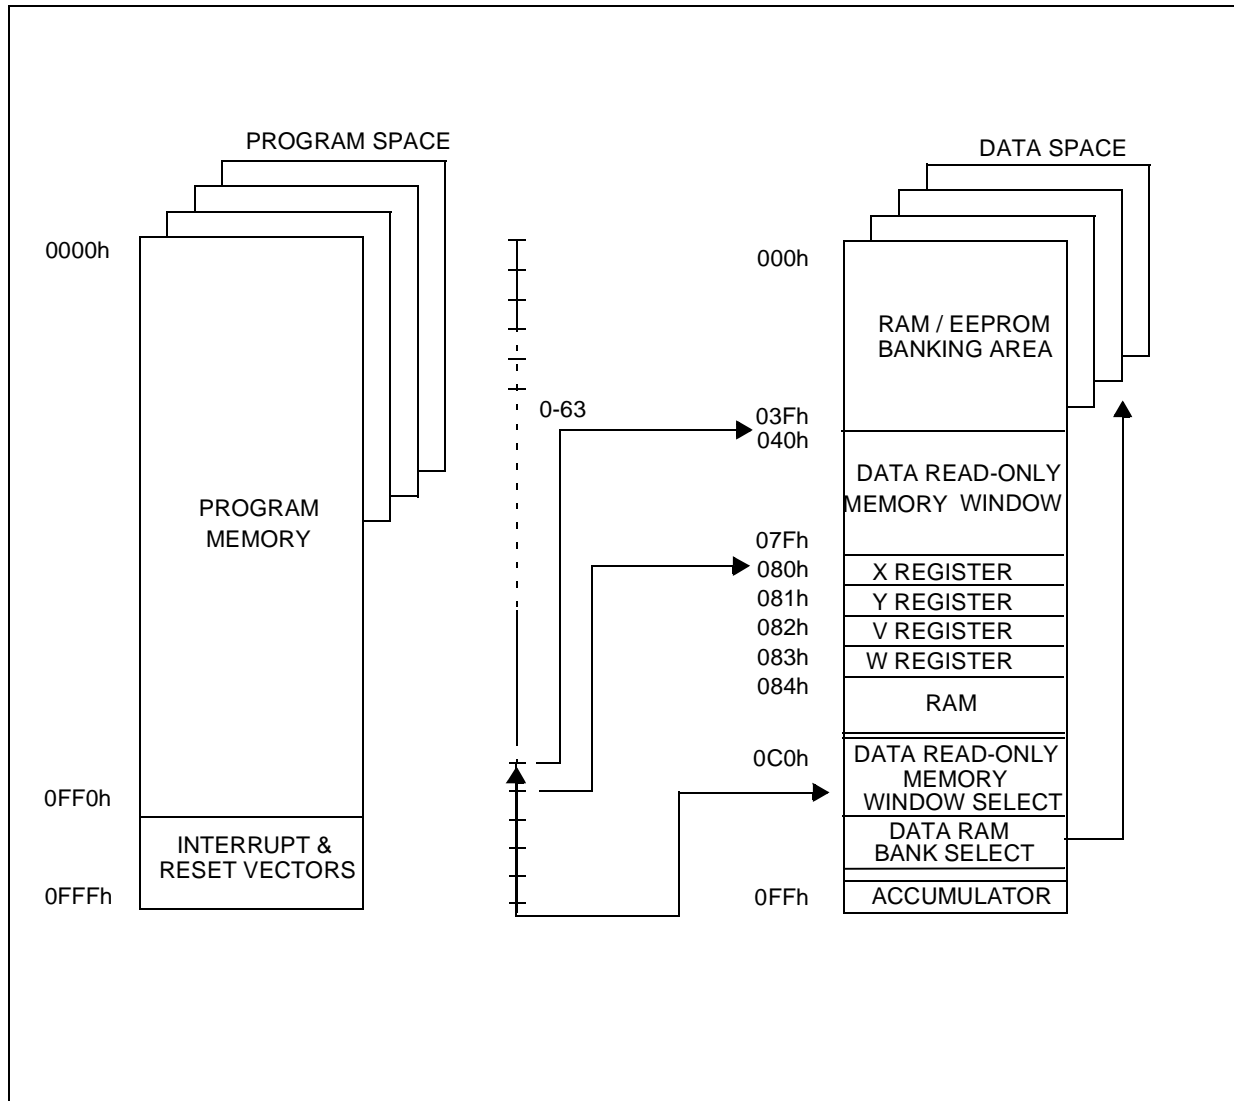 PROGRAM SPACE
0000h
PROGRAM
MEMORY
0FF0h
INTERRUPT &
RESET VECTORS
0FFFh
0-63
DATA SPACE
000h
RAM / EEPROM
BANKING AREA
03Fh
040h
DATA READ-ONLY
MEMORY WINDOW
07Fh
080h
X REGISTER
081h
Y REGISTER
082h
V REGISTER
083h
W REGISTER
084h
RAM
0C0h
DATA READ-ONLY
MEMORY
WINDOW SELECT
DATA RAM
BANK SELECT
0FFh
ACCUMULATOR